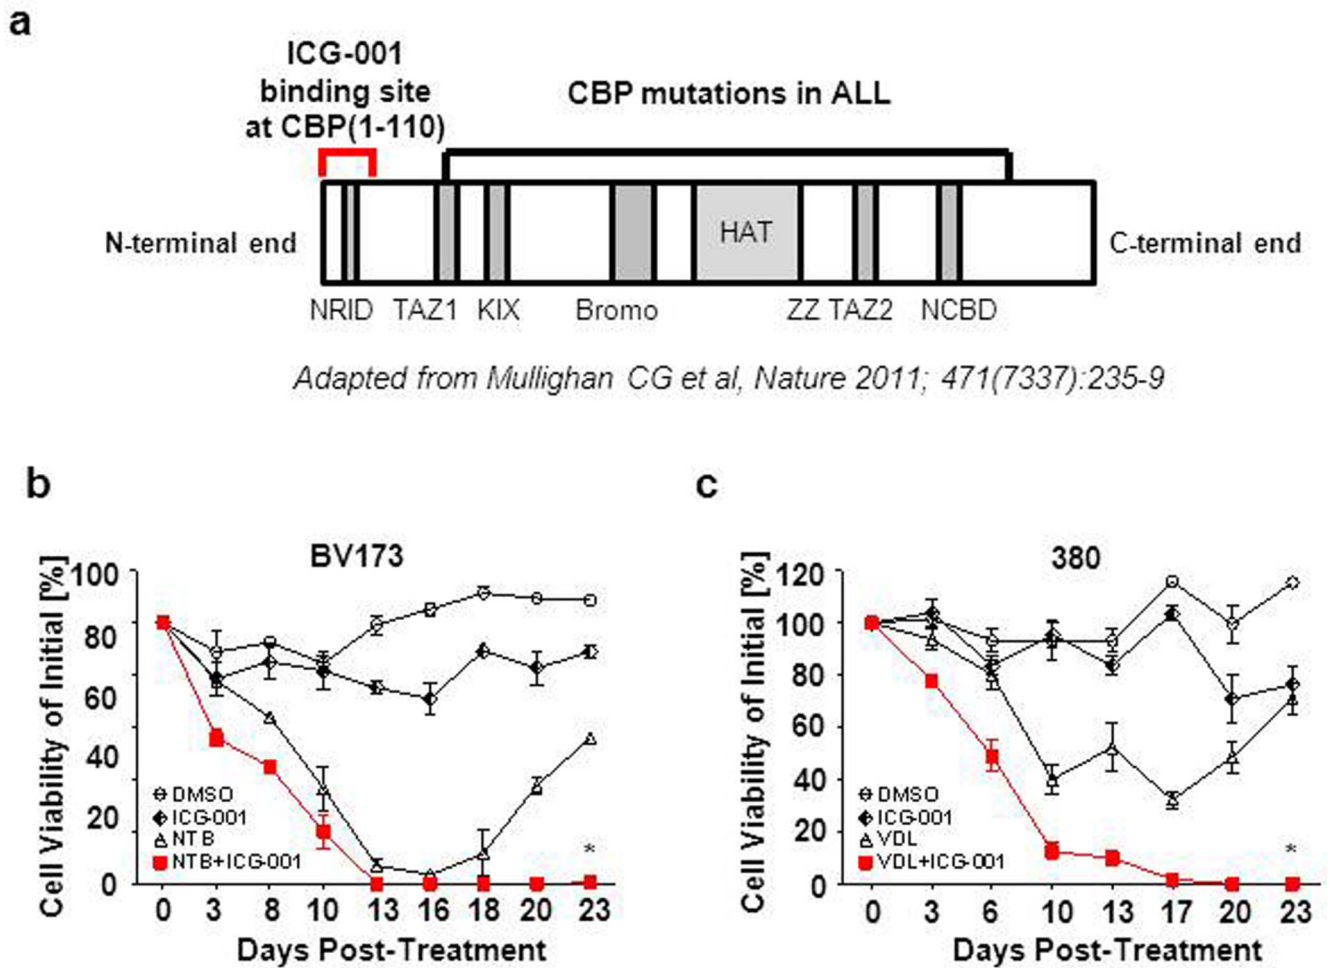 a
ICG-001
binding site
at CBP(1-110)
CBP mutations in ALL
N-terminal end
HAT
C-terminal end
NRID TAZ1 KIX Bromo ZZ TAZ2 NCBD
Adapted from Mullighan CG et al, Nature 2011; 471(7337):235-9
b
BV173
Cell Viability of Initial [%]
100
80
60
40
20
0
DMSO
ICG-001
NTB
NTB+ICG-001
*
0 3 8 10 13 16 18 20 23
Days Post-Treatment
c
380
Cell Viability of Initial [%]
120
100
80
60
40
20
0
DMSO
ICG-001
VDL
VDL+ICG-001
*
0 3 6 10 13 17 20 23
Days Post-Treatment